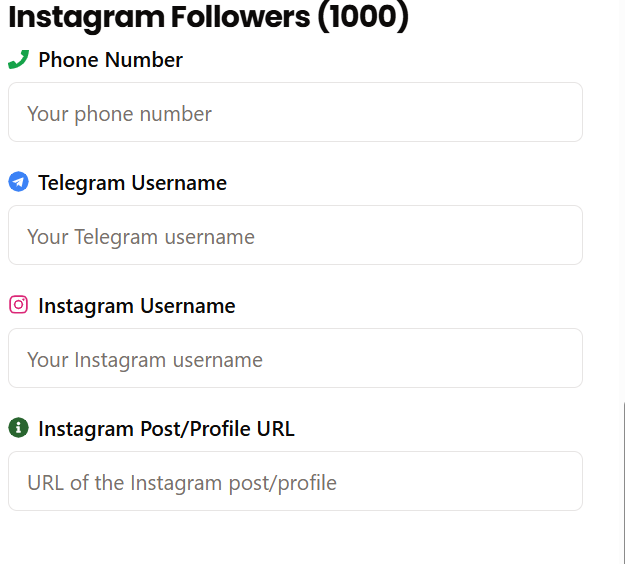 Instagram Followers (1000)
Phone Number
Your phone number
Telegram Username
Your Telegram username
Instagram Username
Your Instagram username
Instagram Post/Profile URL
URL of the Instagram post/profile